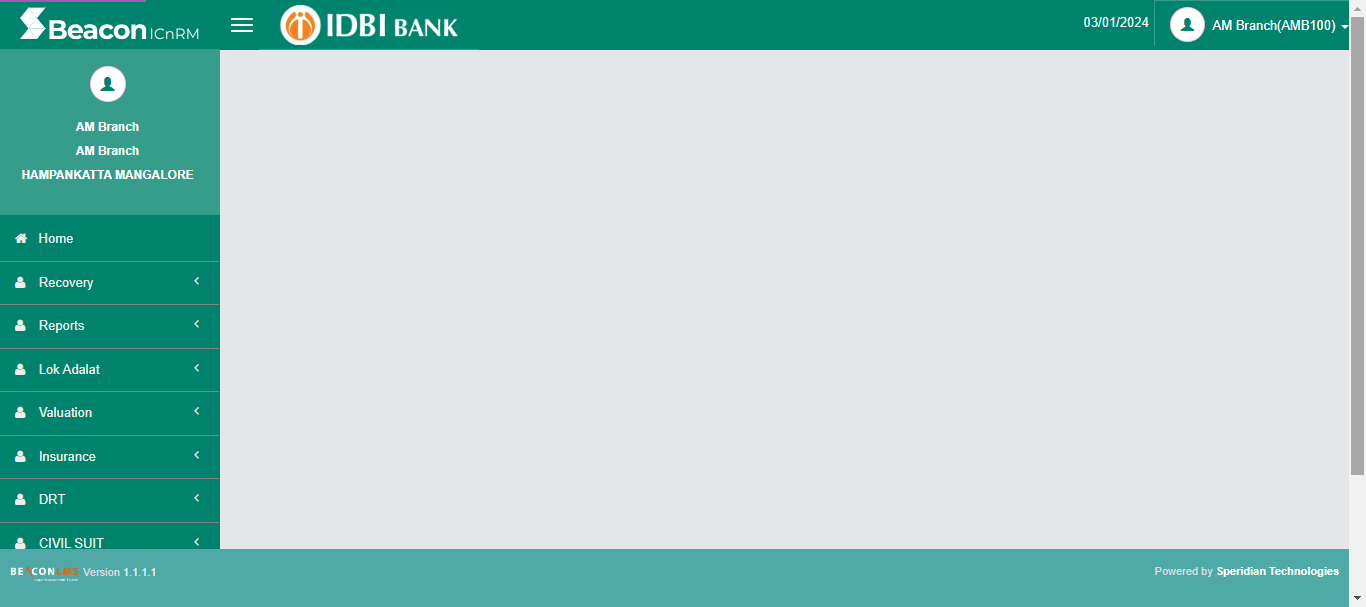 Beacon ICnRM
IDBI BANK
03/01/2024
AM Branch(AMB100)
AM Branch
AM Branch
HAMPANKATTA MANGALORE
Home
Recovery
Reports
Lok Adalat
Valuation
Insurance
DRT
CIVIL SUIT
BEACONLMS Version 1.1.1.1
Powered by Speridian Technologies